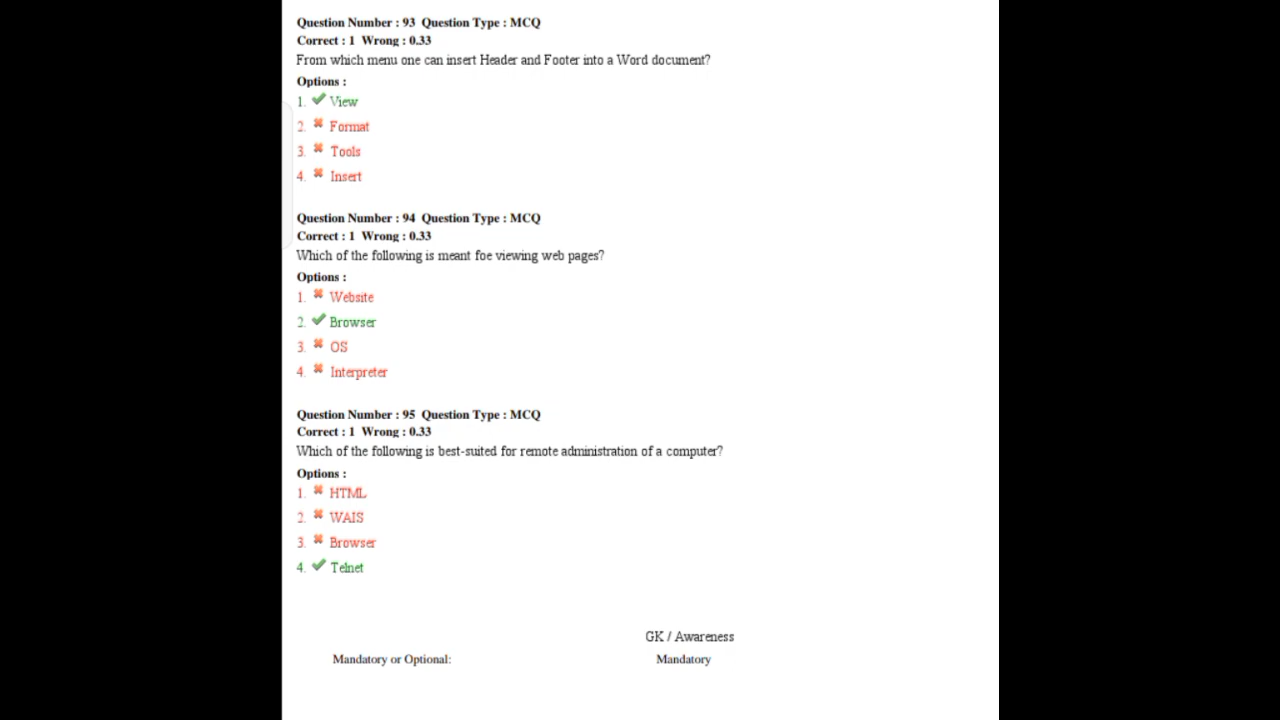 Question Number : 93 Question Type : MCQ
Correct : 1 Wrong : 0.33
From which menu one can insert Header and Footer into a Word document?
Options :
1. View
2. Format
3. Tools
4. Insert
Question Number : 94 Question Type : MCQ
Correct : 1 Wrong : 0.33
Which of the following is meant foe viewing web pages?
Options :
1. Website
2. Browser
3. OS
4. Interpreter
Question Number : 95 Question Type : MCQ
Correct : 1 Wrong : 0.33
Which of the following is best-suited for remote administration of a computer?
Options :
1. HTML
2. WAIS
3. Browser
4. Telnet
GK / Awareness
Mandatory or Optional: Mandatory